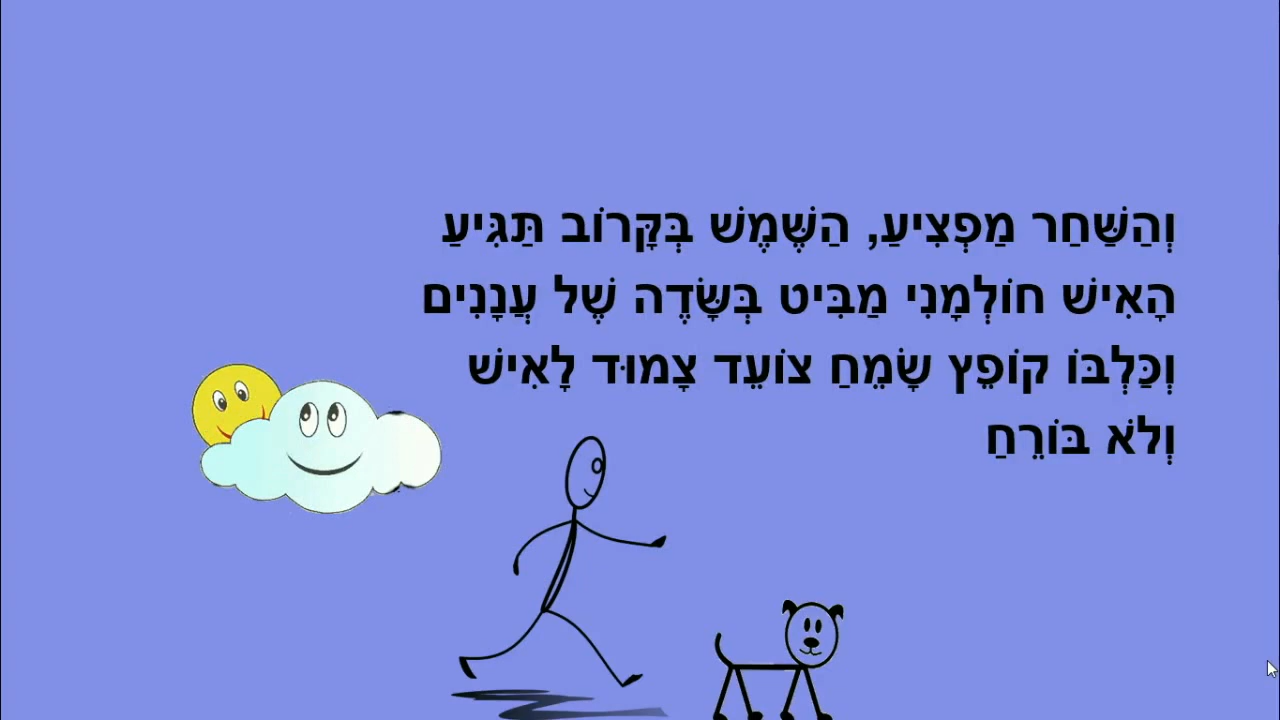 וְהַשַּׁחַר מַפְצִיעַ, הַשֶּׁמֶשׁ בְּקָרוֹב תַּגִּיעַ
הָאִישׁ חוֹלְמָנִי מַבִּיט בְּשָּׂדֶה שֶׁל עֲנָנִים
וְכַּלְבּוֹ קוֹפֵץ שָׂמֵחַ צוֹעֵד צָמוּד לָאִישׁ
וְלֹא בּוֹרֵחַ